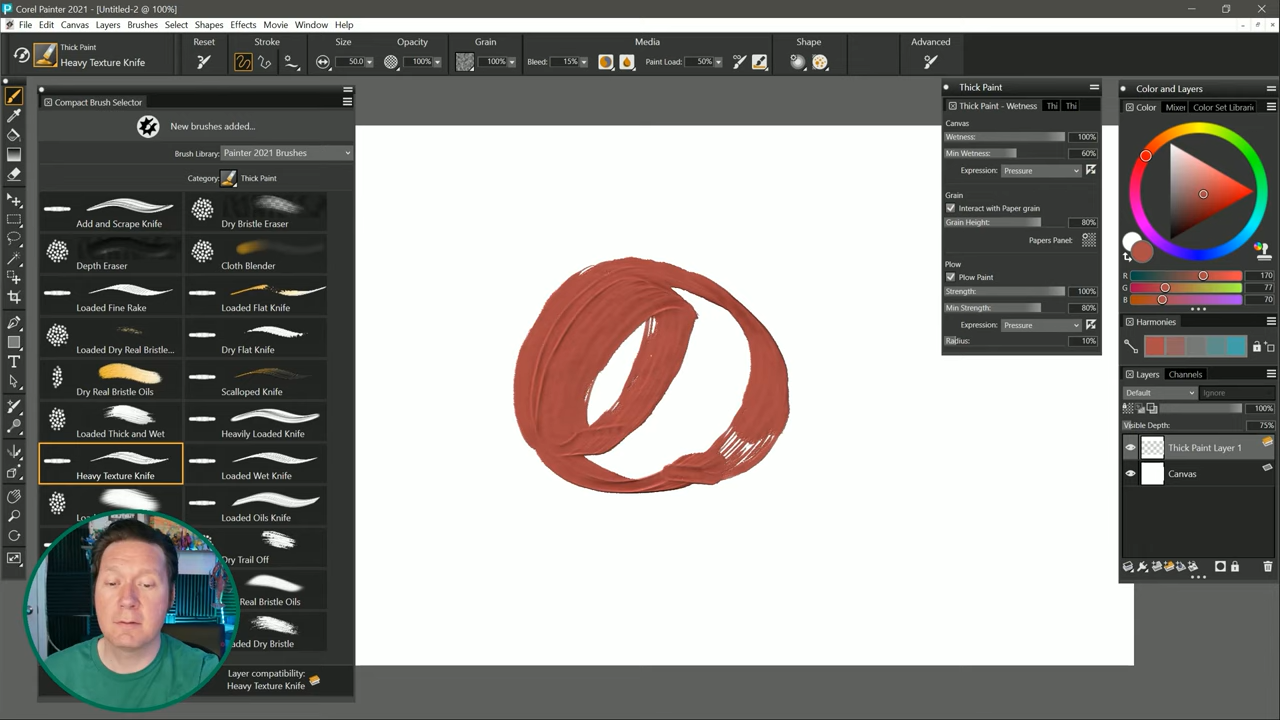 Corel Painter 2021 - [Untitled-2 @ 100%]
File Edit Canvas Layers Brushes Select Shapes Effects Movie Window Help
Thick Paint
Heavy Texture Knife
Reset Stroke Size Opacity Grain Media Shape Advanced
50.0 100% 100% Bleed: 15% Paint Load: 50%
Compact Brush Selector
New brushes added...
Brush Library: Painter 2021 Brushes
Category: Thick Paint
Add and Scrape Knife Dry Bristle Eraser
Depth Eraser Cloth Blender
Loaded Fine Rake Loaded Flat Knife
Loaded Dry Real Bristle... Dry Flat Knife
Dry Real Bristle Oils Scalloped Knife
Loaded Thick and Wet Heavily Loaded Knife
Heavy Texture Knife Loaded Wet Knife
Loaded Oils Knife
Dry Trail Off
Real Bristle Oils
Dry Bristle
Layer compatibility:
Heavy Texture Knife
Thick Paint
Thick Paint - Wetness Thi Thi
Canvas
Wetness: 100%
Min Wetness: 60%
Expression: Pressure
Grain
Interact with Paper grain
Grain Height: 80%
Papers Panel:
Plow
Plow Paint
Strength: 100%
Min Strength: 80%
Expression: Pressure
Radius: 10%
Color and Layers
Color Mixer Color Set Librarie
R 170
G 77
B 70
Harmonies
Layers Channels
Default Ignore
100%
Visible Depth: 75%
Thick Paint Layer 1
Canvas